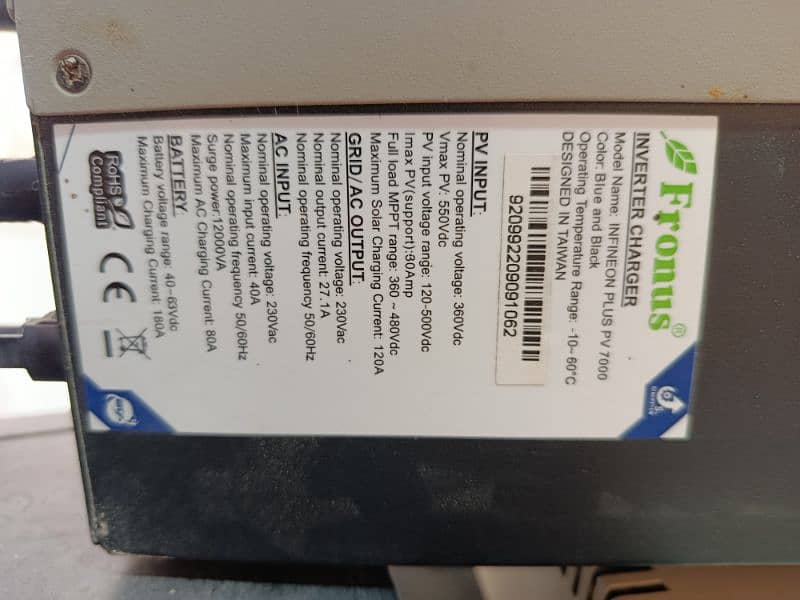 Fronus®
INVERTER CHARGER
Model Name: INFINEON PLUS PV 7000
Color: Blue and Black
Operating Temperature Range: -10~ 60°C
DESIGNED IN TAIWAN
920992209091062
PV INPUT:
Nominal operating voltage: 360Vdc
Vmax PV: 550Vdc
PV input voltage range: 120-500Vdc
Imax PV(support):30Amp
Full load MPPT range: 360 ~ 480Vdc
Maximum Solar Charging Current: 120A
GRID/ AC OUTPUT:
Nominal operating voltage: 230Vac
Nominal output current: 27.1A
Nominal operating frequency 50/60Hz
AC INPUT:
Nominal operating voltage: 230Vac
Maximum input current: 40A
Nominal operating frequency 50/60Hz
Surge power:12000VA
Maximum AC Charging Current: 80A
BATTERY:
Battery voltage range: 40-63Vdc
Maximum Charging Current: 180A
RoHS
Compliant
CE